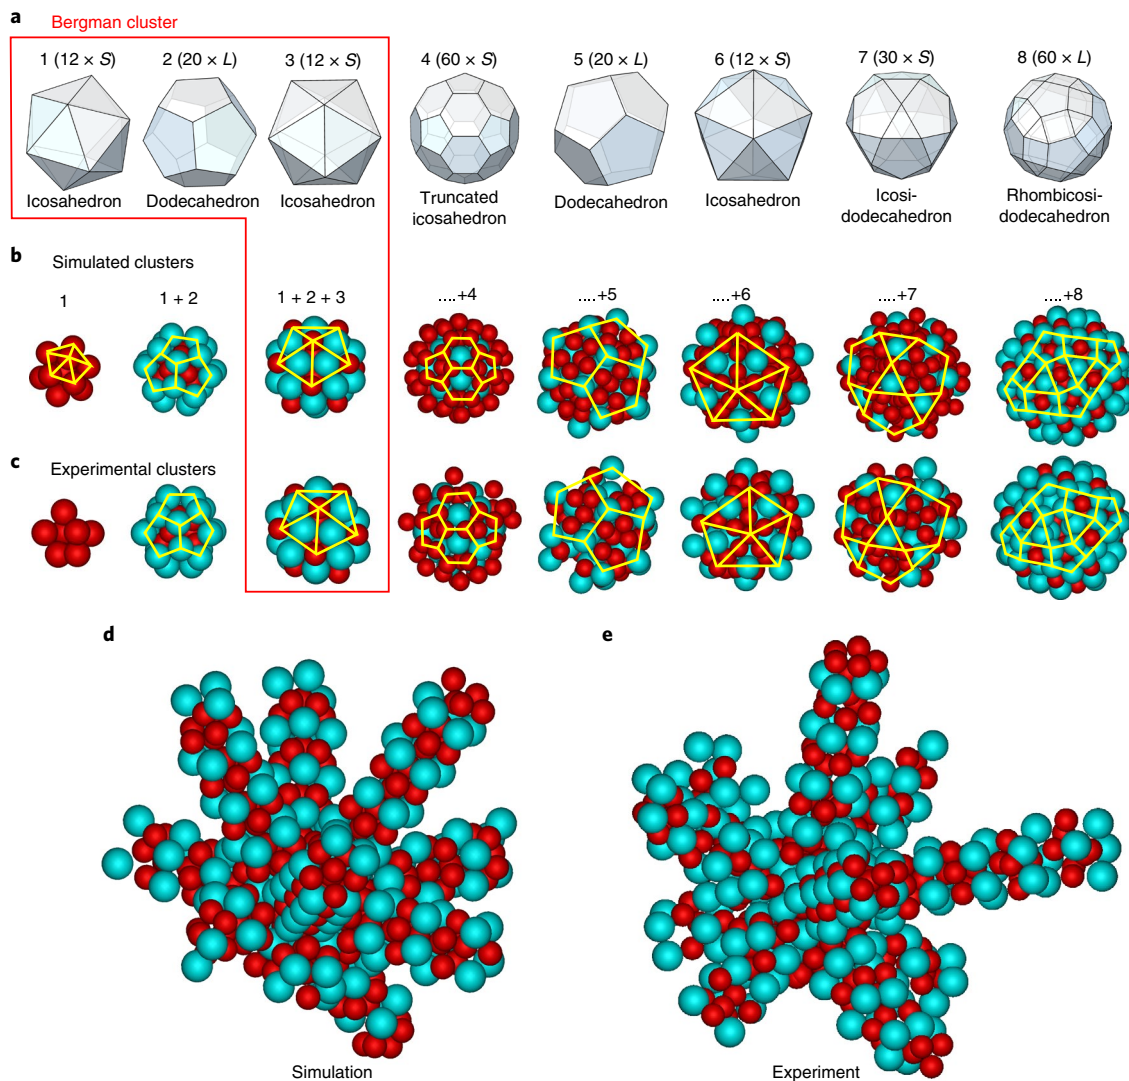 a
Bergman cluster
1 (12 × S)
2 (20 × L)
3 (12 × S)
4 (60 × S)
5 (20 × L)
6 (12 × S)
7 (30 × S)
8 (60 × L)
Icosahedron
Dodecahedron
Icosahedron
Truncated
icosahedron
Dodecahedron
Icosahedron
Icosi-
dodecahedron
Rhombicosi-
dodecahedron
b
Simulated clusters
1
1 + 2
1 + 2 + 3
....+4
....+5
....+6
....+7
....+8
c
Experimental clusters
d
e
Simulation
Experiment